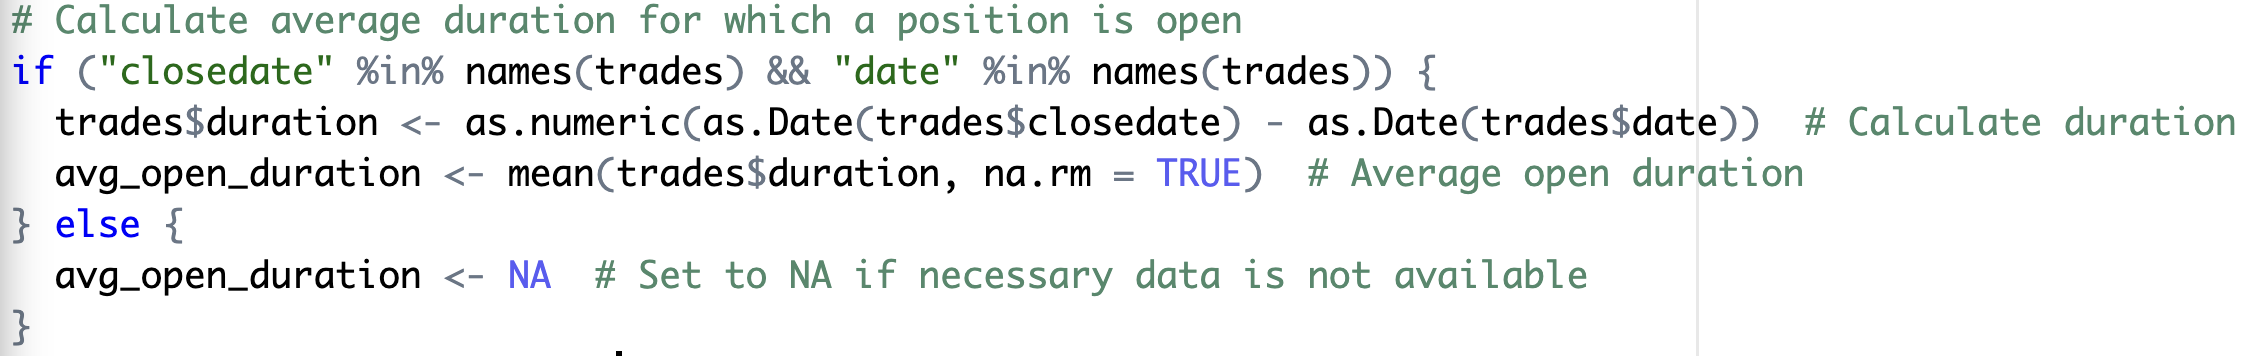 # Calculate average duration for which a position is open
if ("closedate" %in% names(trades) && "date" %in% names(trades)) {
  trades$duration <- as.numeric(as.Date(trades$closedate) - as.Date(trades$date))  # Calculate duration
  avg_open_duration <- mean(trades$duration, na.rm = TRUE)  # Average open duration
} else {
  avg_open_duration <- NA  # Set to NA if necessary data is not available
}